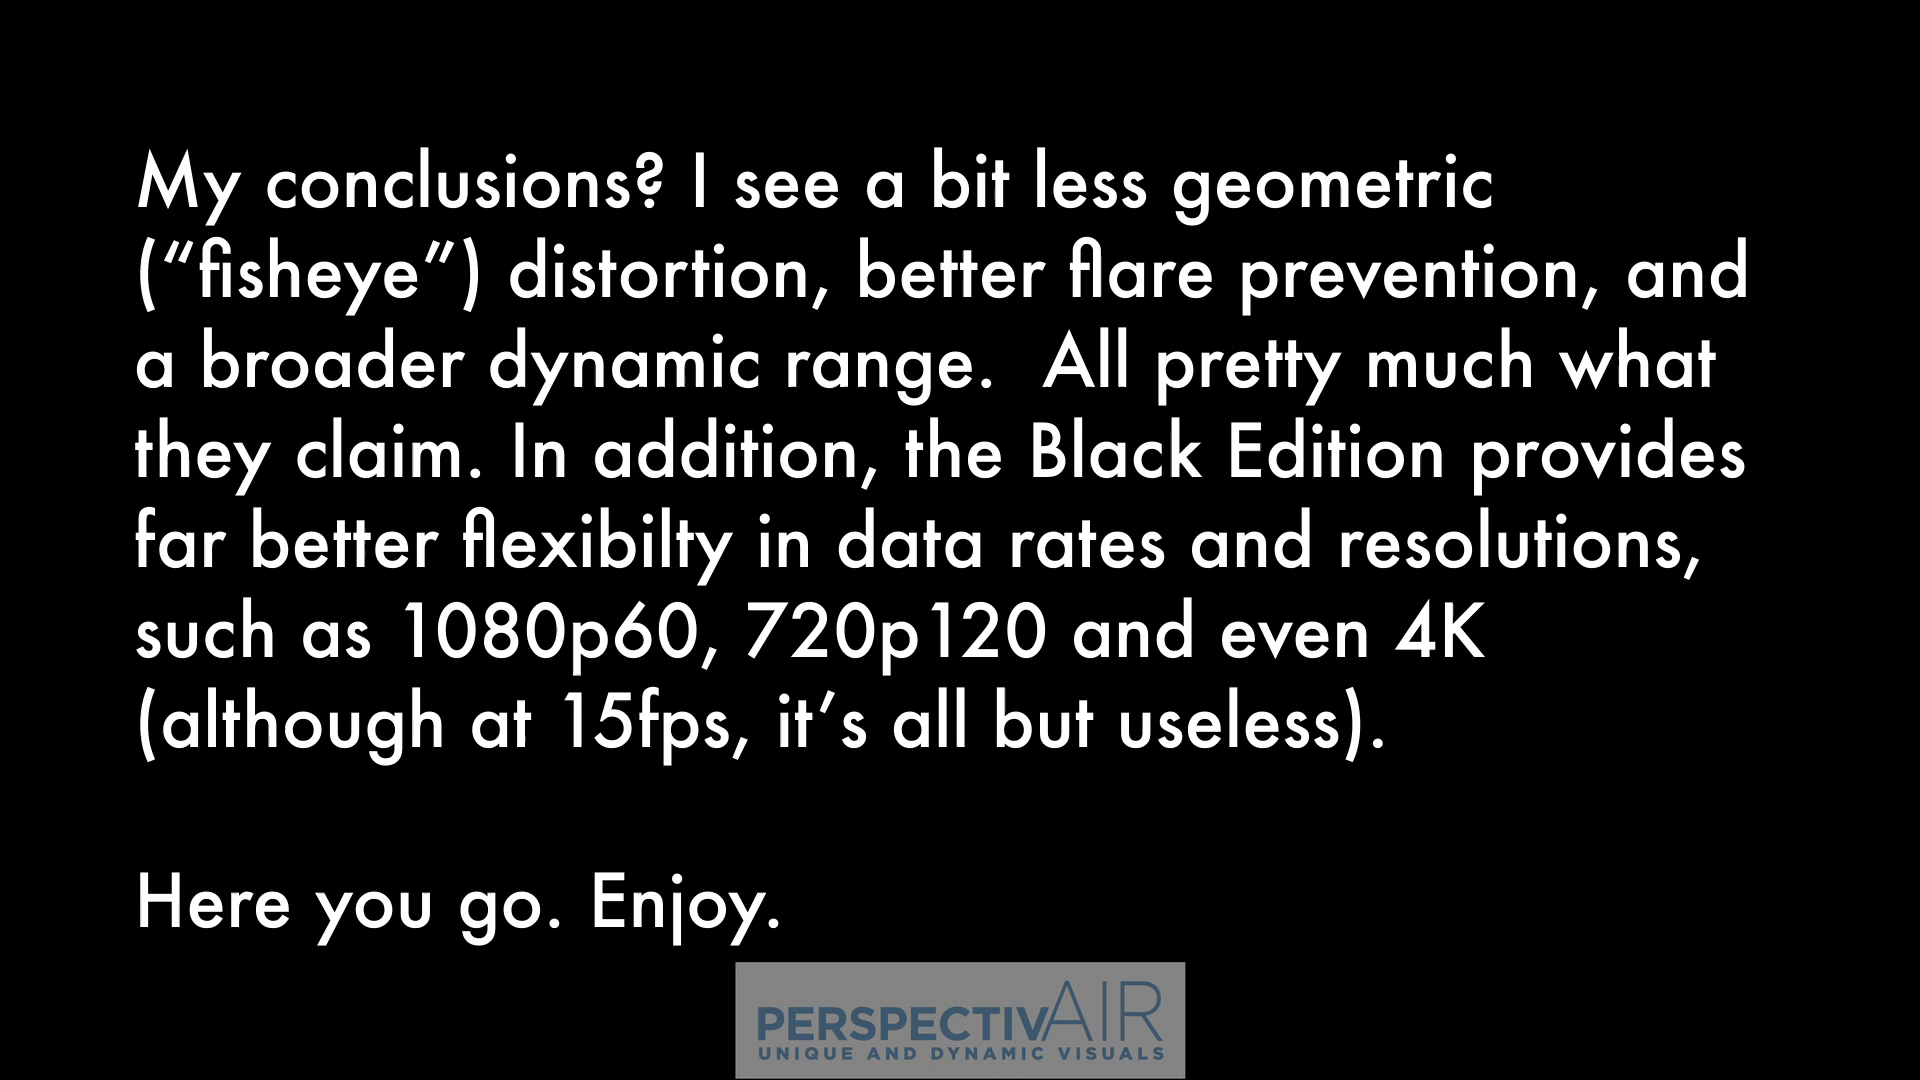 My conclusions? I see a bit less geometric
(“fisheye”) distortion, better flare prevention, and
a broader dynamic range.  All pretty much what
they claim. In addition, the Black Edition provides
far better flexibilty in data rates and resolutions,
such as 1080p60, 720p120 and even 4K
(although at 15fps, it’s all but useless).
Here you go. Enjoy.
PERSPECTIVAIR
UNIQUE AND DYNAMIC VISUALS